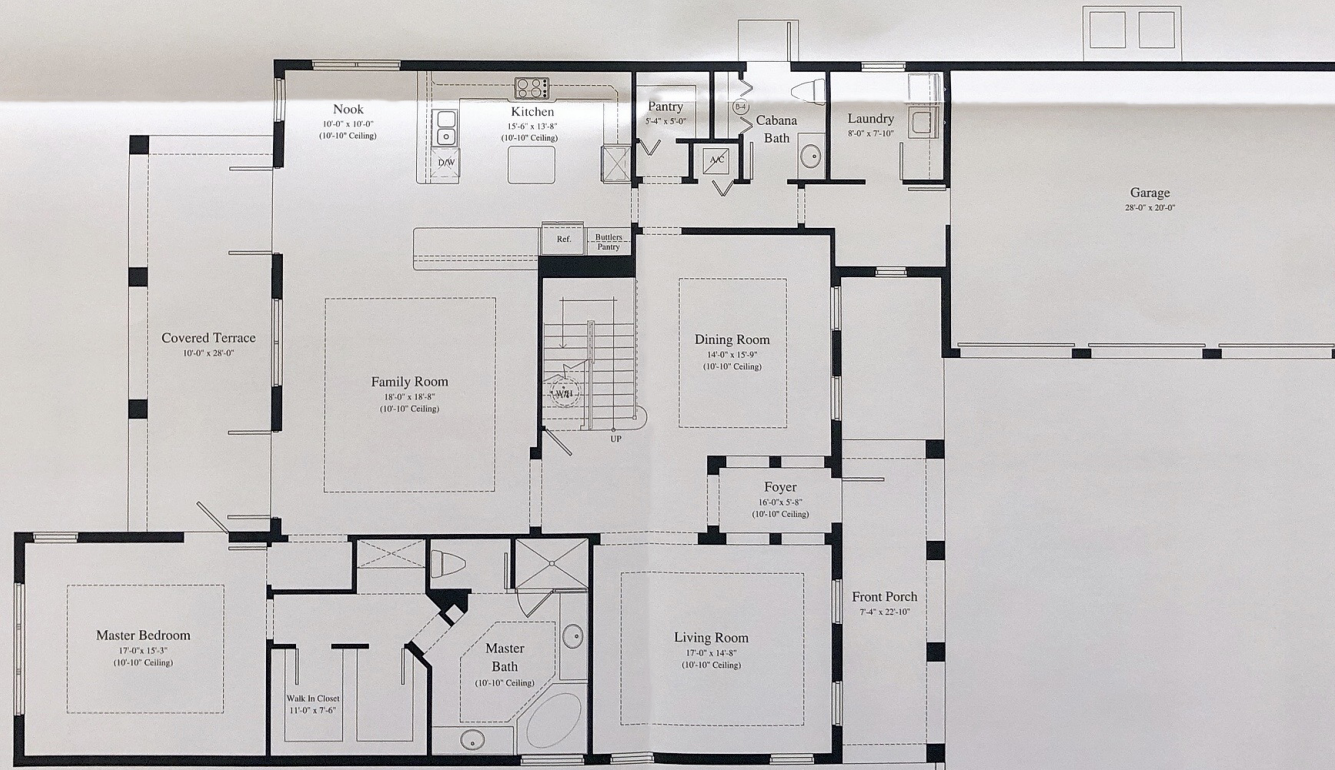 Nook
10'-0" x 10'-0"
(10'-10" Ceiling)
Kitchen
15'-6" x 13'-8"
(10'-10" Ceiling)
D/W
Pantry
5'-4" x 5'-0"
B-4
Cabana
Bath
A/C
Laundry
8'-0" x 7'-10"
Garage
28'-0" x 20'-0"
Ref.
Buttlers
Pantry
Covered Terrace
10'-0" x 28'-0"
Family Room
18'-0" x 18'-8"
(10'-10" Ceiling)
UP
Dining Room
14'-0" x 15'-9"
(10'-10" Ceiling)
Foyer
16'-0"x 5'-8"
(10'-10" Ceiling)
Master Bedroom
17'-0"x 15'-3"
(10'-10" Ceiling)
Walk In Closet
11'-0" x 7'-6"
Master
Bath
(10'-10" Ceiling)
Living Room
17'-0" x 14'-8"
(10'-10" Ceiling)
Front Porch
7'-4" x 22'-10"